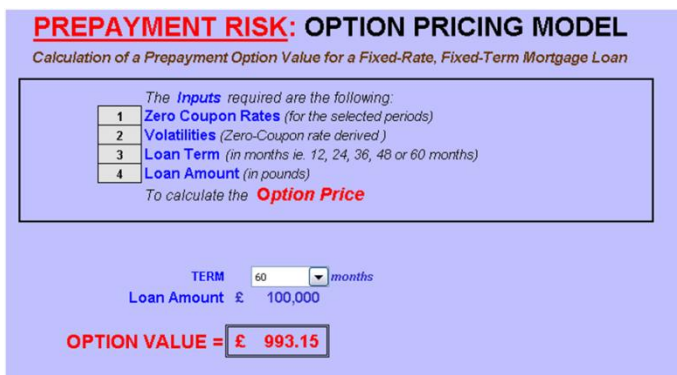 PREPAYMENT RISK: OPTION PRICING MODEL
Calculation of a Prepayment Option Value for a Fixed-Rate, Fixed-Term Mortgage Loan
The Inputs required are the following:
1 Zero Coupon Rates (for the selected periods)
2 Volatilities (Zero-Coupon rate derived )
3 Loan Term (in months ie. 12, 24, 36, 48 or 60 months)
4 Loan Amount (in pounds)
To calculate the Option Price
TERM 60 months
Loan Amount £ 100,000
OPTION VALUE = £ 993.15